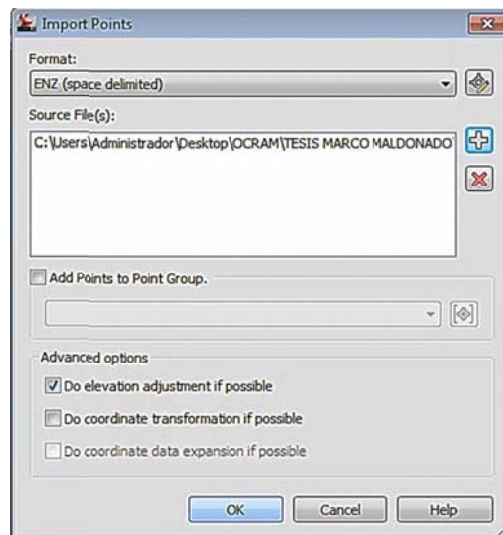 Import Points
Format:
ENZ (space delimited)
Source File(s):
C:\Users\Administrador\Desktop\OCRAM\TESIS MARCO MALDONADO
Add Points to Point Group.
Advanced options
Do elevation adjustment if possible
Do coordinate transformation if possible
Do coordinate data expansion if possible
OK
Cancel
Help